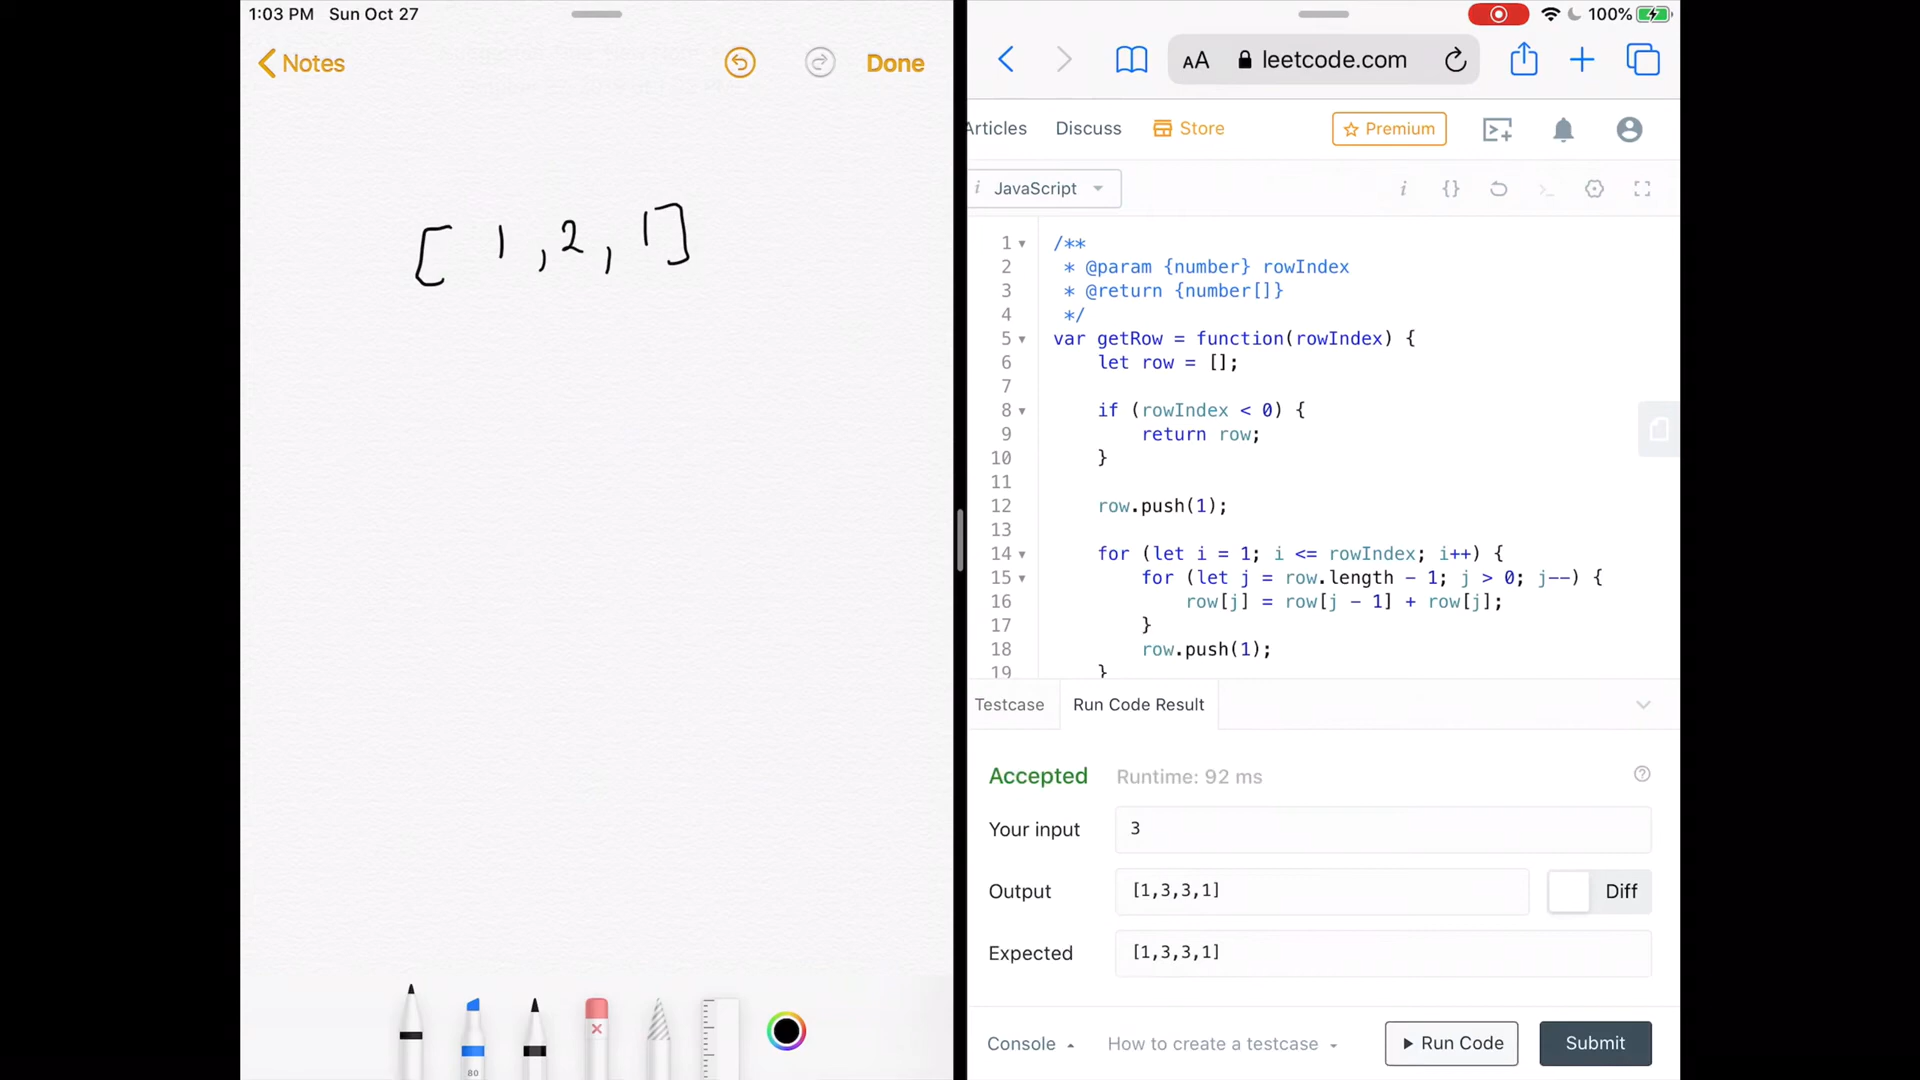 1:03 PM Sun Oct 27
Notes
Done
[ 1 , 2 , 1 ]
100%
AA leetcode.com
Articles Discuss Store Premium
i JavaScript i {} >_
1 /**
2 * @param {number} rowIndex
3 * @return {number[]}
4 */
5 var getRow = function(rowIndex) {
6 let row = [];
7
8 if (rowIndex < 0) {
9 return row;
10 }
11
12 row.push(1);
13
14 for (let i = 1; i <= rowIndex; i++) {
15 for (let j = row.length - 1; j > 0; j--) {
16 row[j] = row[j - 1] + row[j];
17 }
18 row.push(1);
19 }
Testcase Run Code Result
Accepted Runtime: 92 ms
Your input 3
Output [1,3,3,1] Diff
Expected [1,3,3,1]
Console How to create a testcase Run Code Submit
80